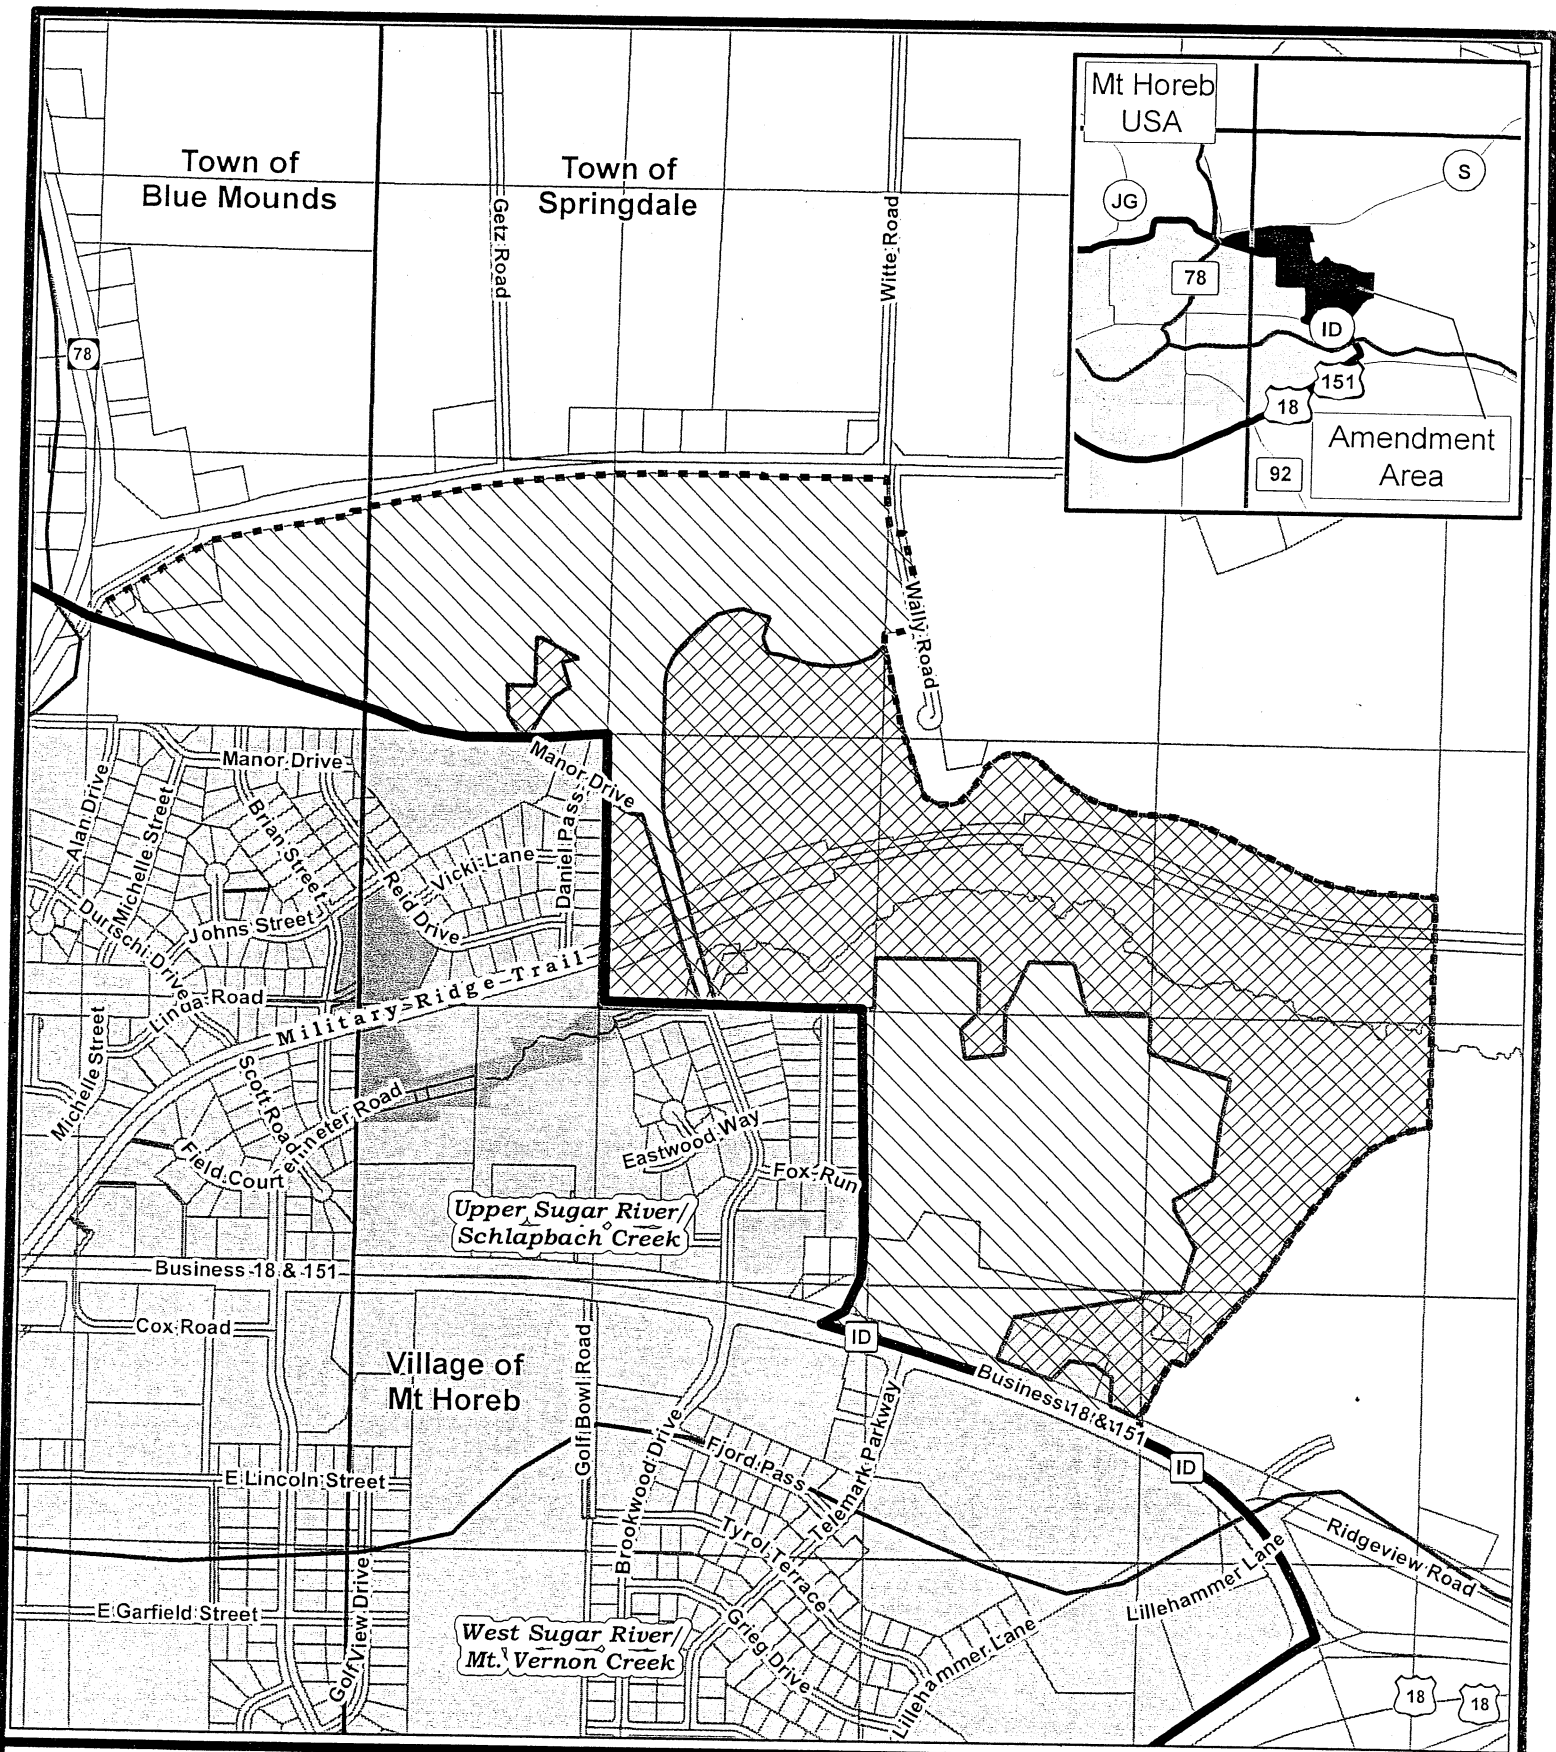 Mt Horeb
USA
S
JG
78
ID
151
18
92
Amendment
Area
Town of
Blue Mounds
Town of
Springdale
Getz Road
Witte Road
78
Wally Road
Manor Drive
Manor Drive
Alan Drive
Michelle Street
Brian Street
Reid Drive
Vicki Lane
Daniel Pass
Durtschi Drive
Johns Street
Linda Road
Military Ridge Trail
Michelle Street
Scott Road
Field Court
Eastwood Way
Fox Run
Upper Sugar River/
Schlapbach Creek
Business 18 & 151
Cox Road
ID
Village of
Mt Horeb
Golf Bowl Road
Business 18 & 151
Brookwood Drive
Fjord Pass
Telemark Parkway
ID
E Lincoln Street
Tyrol Terrace
Ridgeview Road
Lillehammer Lane
E Garfield Street
Golf View Drive
West Sugar River/
Mt. Vernon Creek
Grieg Drive
Lillehammer Lane
18
18